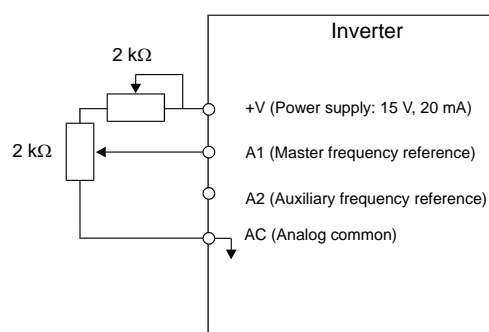 Inverter
2 kΩ
+V (Power supply: 15 V, 20 mA)
2 kΩ
A1 (Master frequency reference)
A2 (Auxiliary frequency reference)
AC (Analog common)